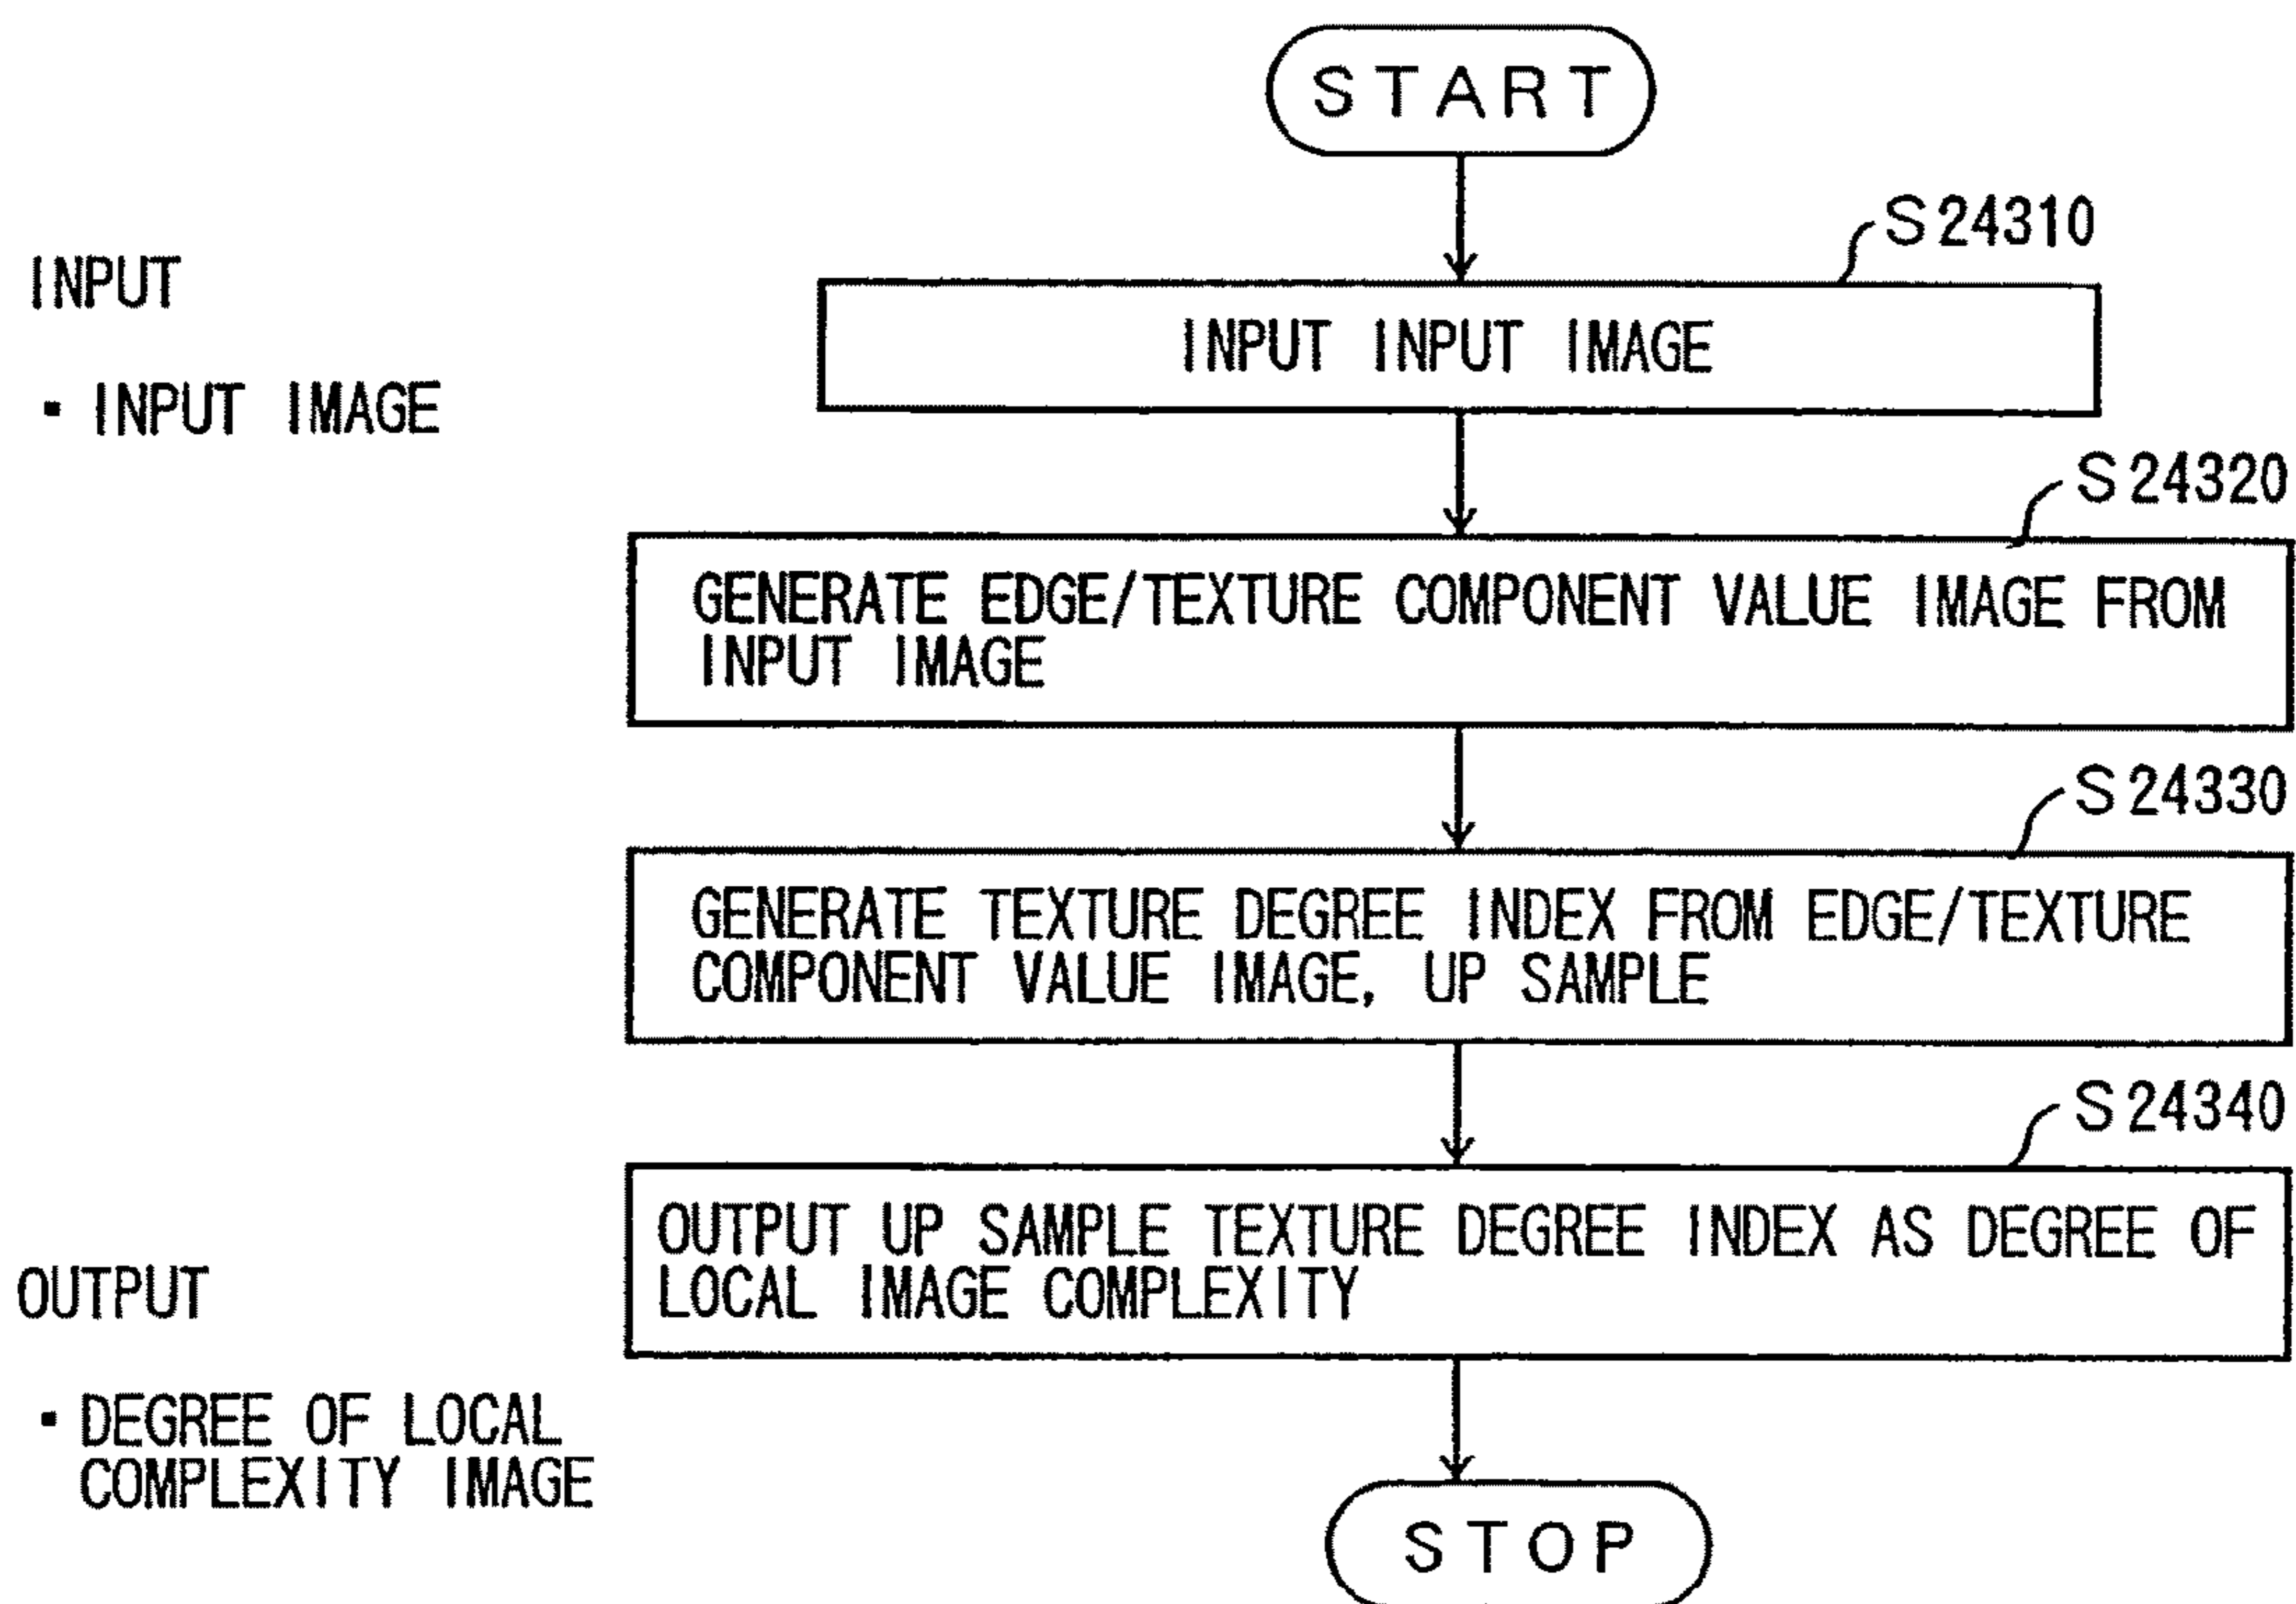 START
S24310
INPUT
INPUT INPUT IMAGE
· INPUT IMAGE
S24320
GENERATE EDGE/TEXTURE COMPONENT VALUE IMAGE FROM
INPUT IMAGE
S24330
GENERATE TEXTURE DEGREE INDEX FROM EDGE/TEXTURE
COMPONENT VALUE IMAGE, UP SAMPLE
S24340
OUTPUT UP SAMPLE TEXTURE DEGREE INDEX AS DEGREE OF
LOCAL IMAGE COMPLEXITY
OUTPUT
· DEGREE OF LOCAL
COMPLEXITY IMAGE
STOP